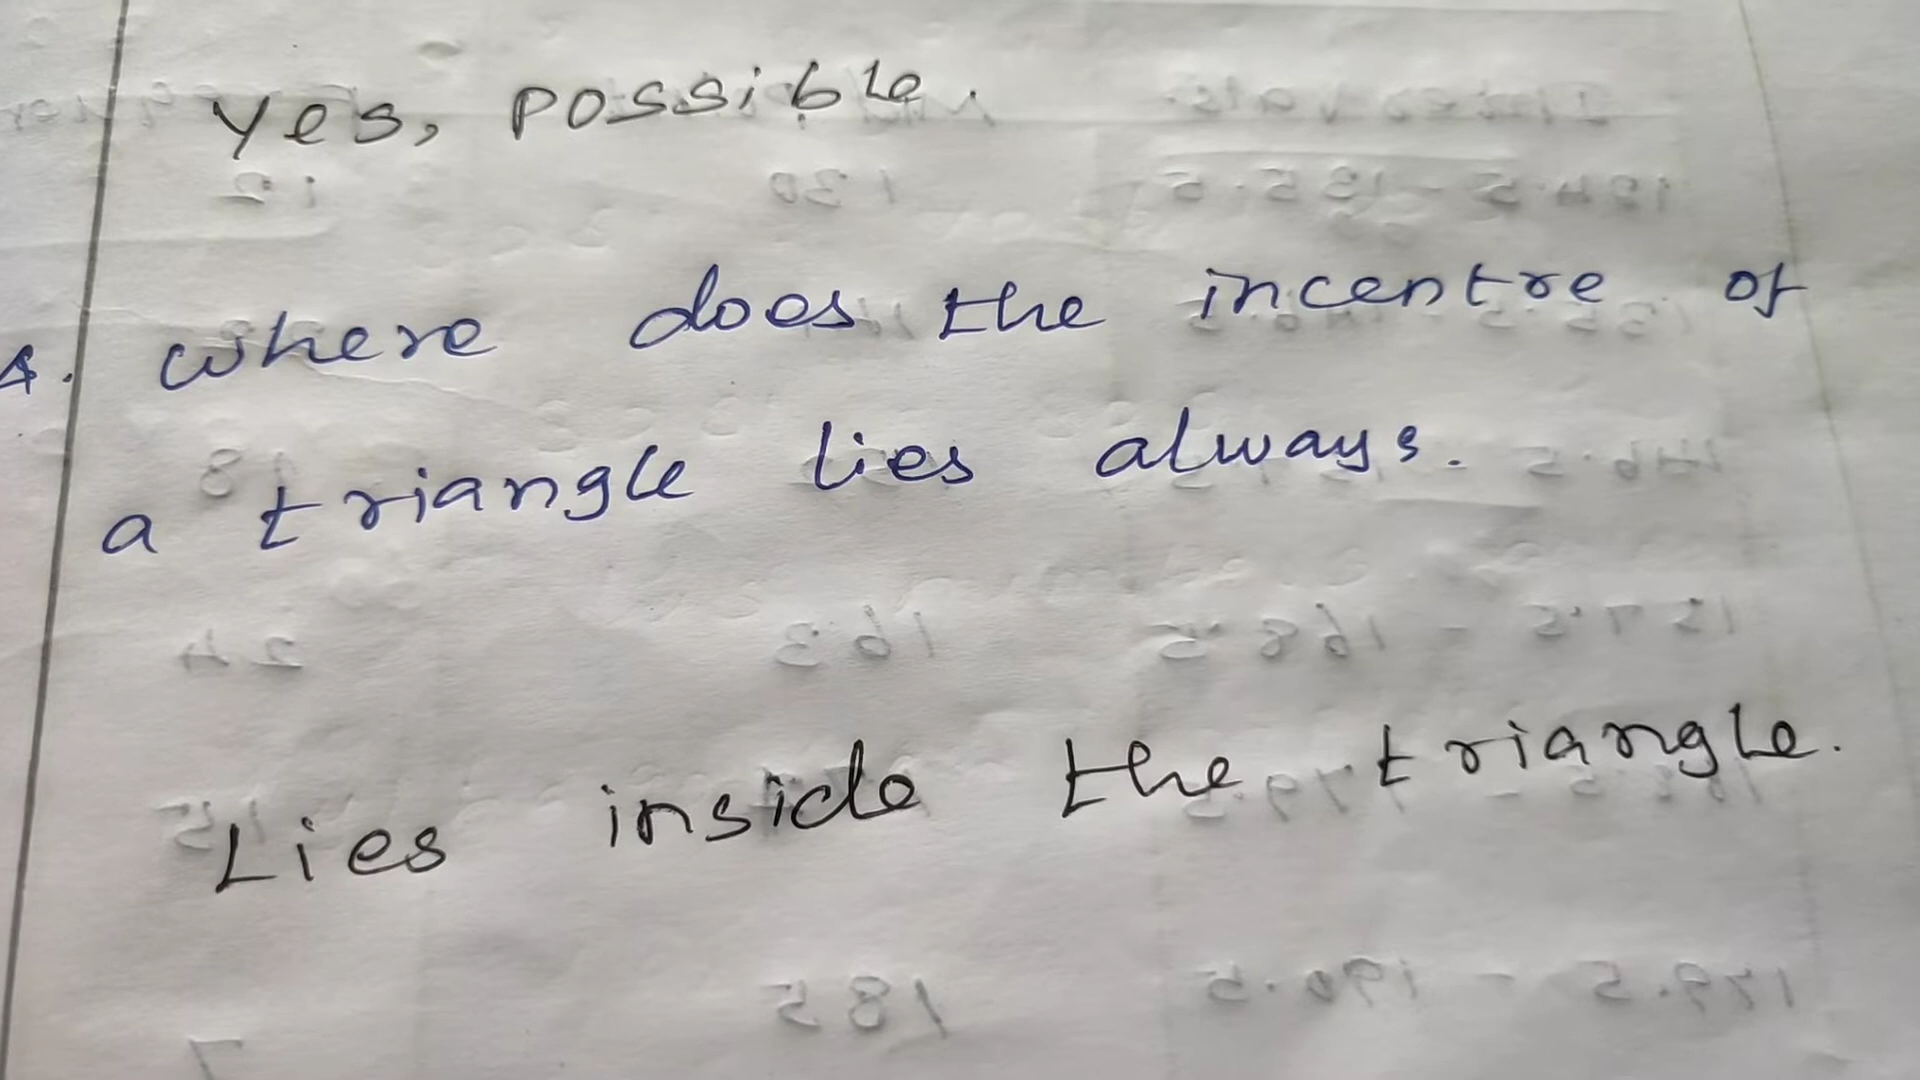 yes, possible.
4. where does the incentre of
a triangle lies always.
Lies inside the triangle.